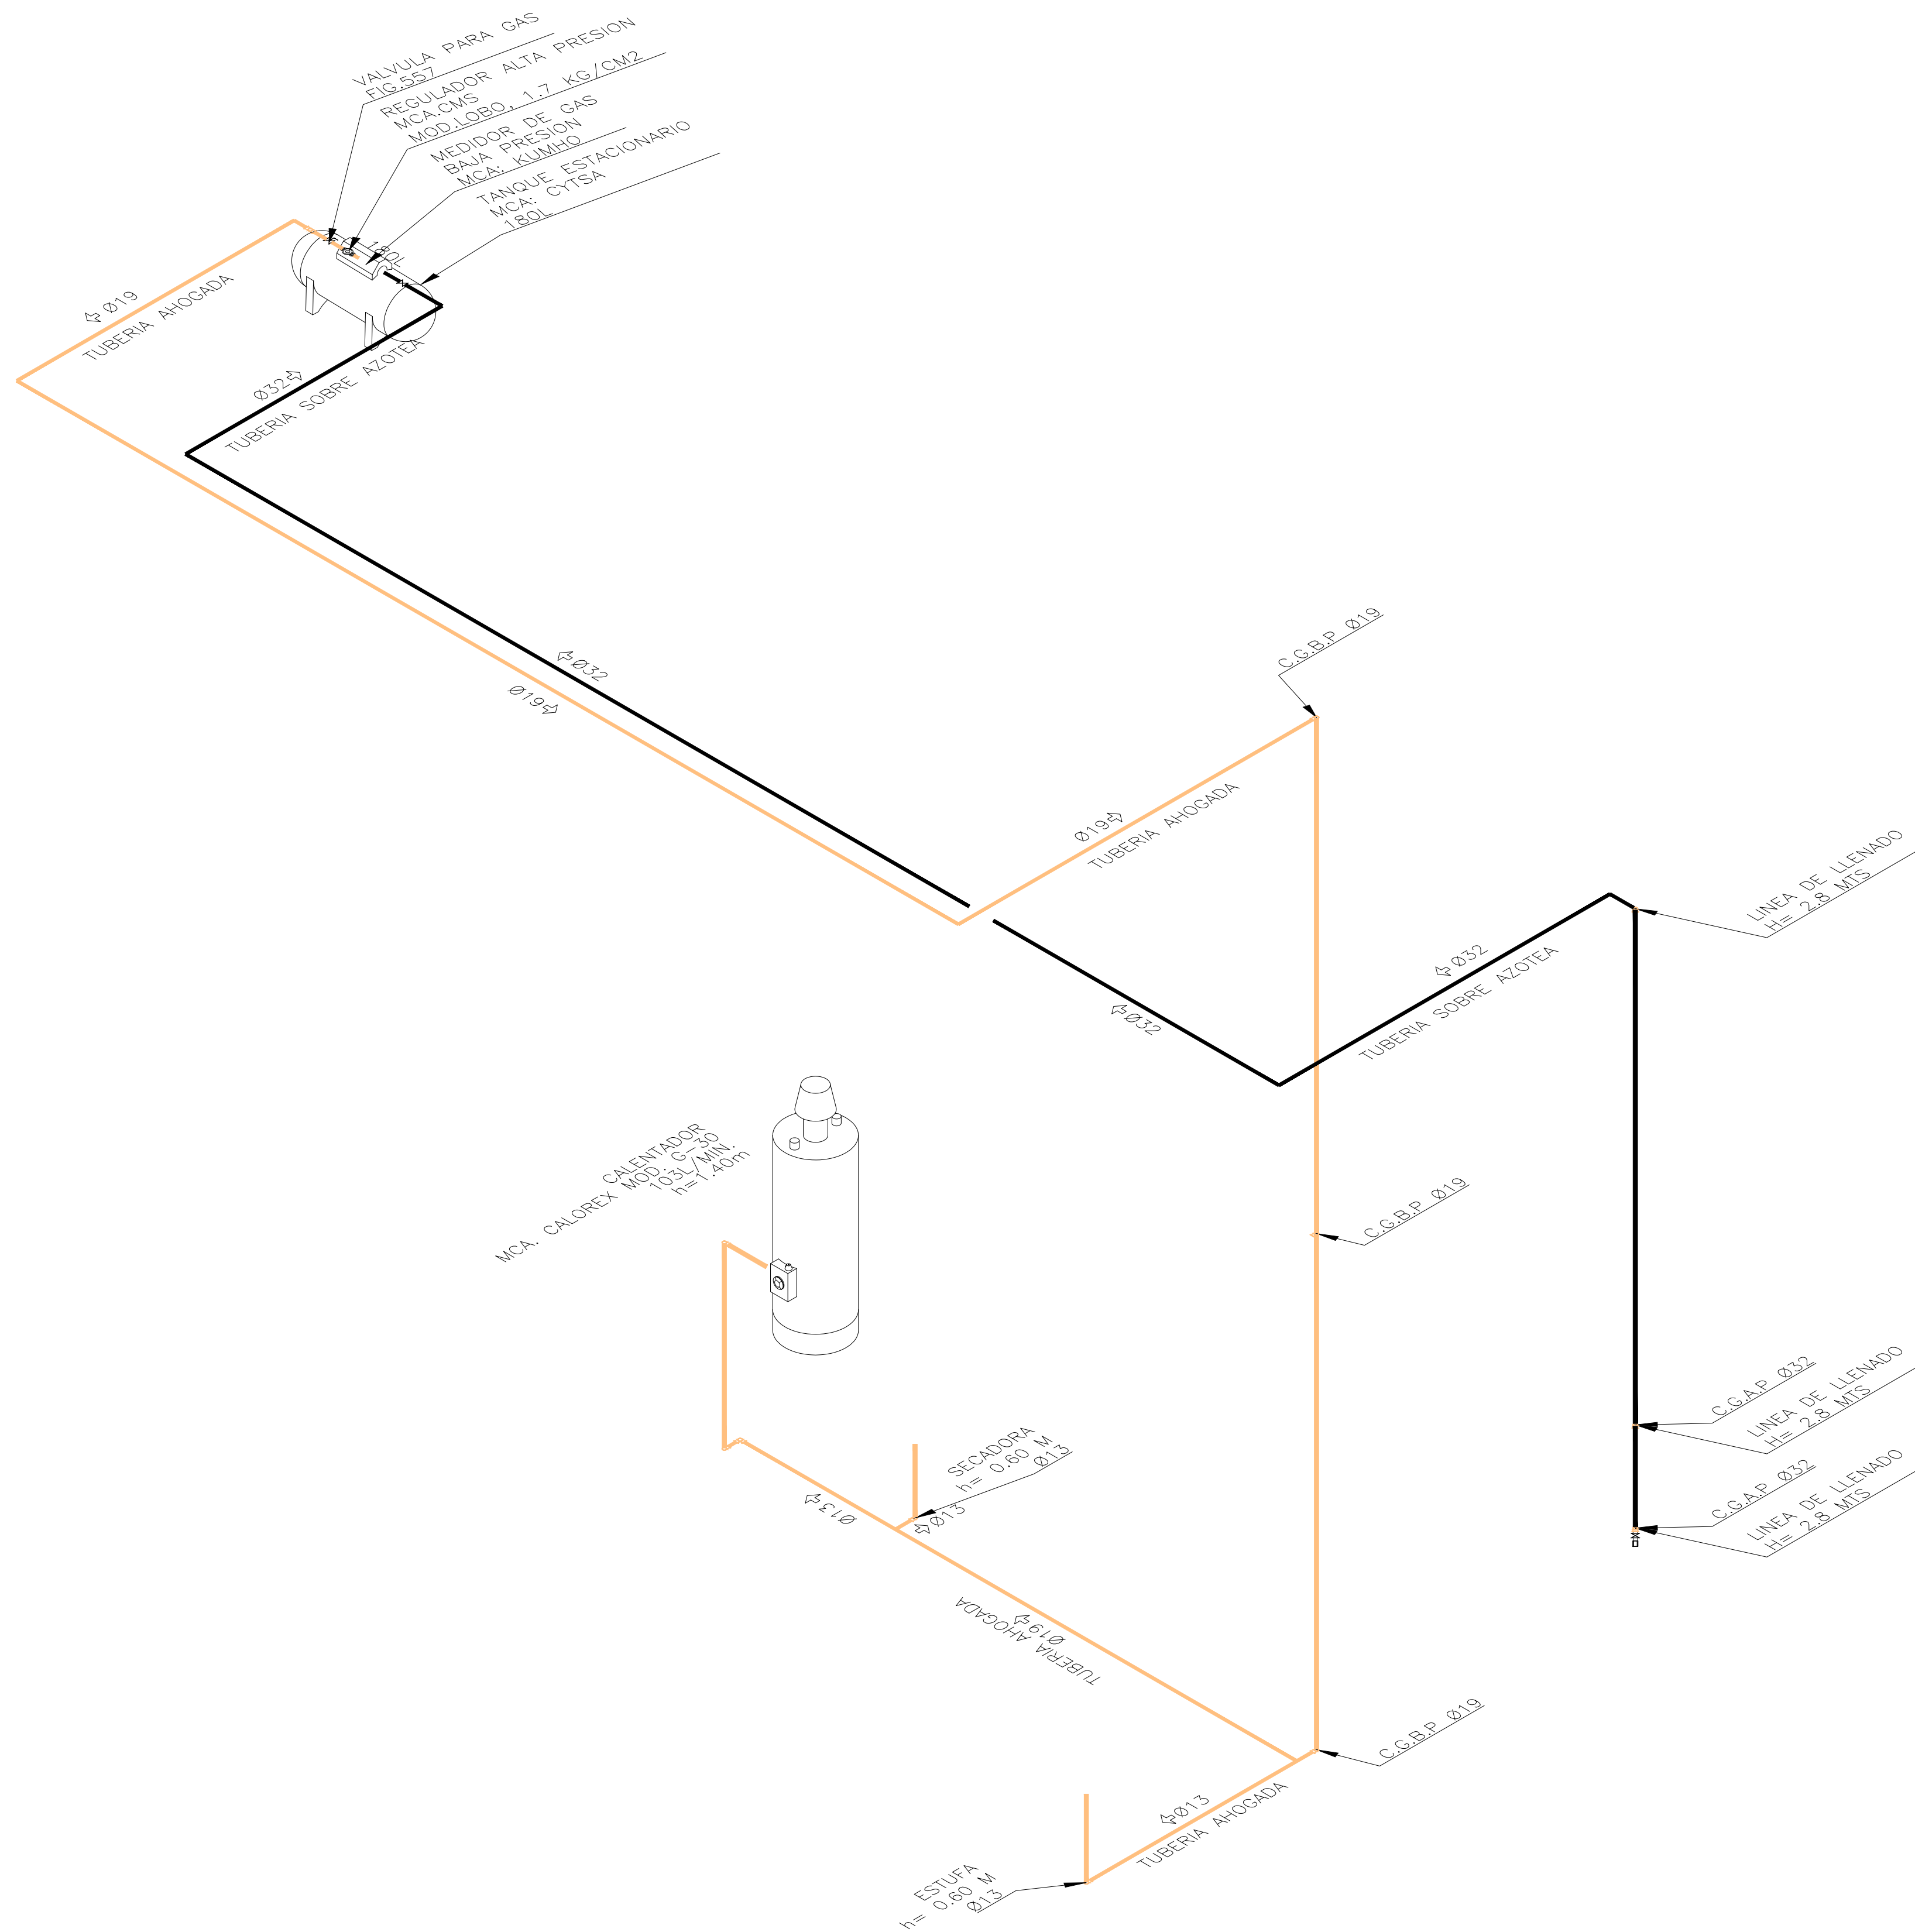 VALVULA PARA GAS
FIG.557
REGULADOR ALTA PRESION
MCA.CMS
MOD.LOBO, 1.7 KG/CM2
MEDIDOR DE GAS
BAJA PRESION
MCA: KUMHO
TANQUE ESTACIONARIO
MCA: CYTSA
180L
180L
Ø19
TUBERIA AHOGADA
Ø32
TUBERIA SOBRE AZOTEA
Ø32
Ø19
C.G.B.P Ø19
Ø19
TUBERIA AHOGADA
LINEA DE LLENADO
H= 2.8 MTS
Ø32
TUBERIA SOBRE AZOTEA
Ø32
CALENTADOR
MCA. CALOREX MOD. G-30
103L/MIN.
h=1.40m
C.G.B.P Ø19
C.G.A.P Ø32
LINEA DE LLENADO
H= 2.8 MTS
SECADORA
h= 0.60 M
Ø13
Ø13
Ø13
C.G.A.P Ø32
LINEA DE LLENADO
H= 2.8 MTS
Ø19
TUBERIA AHOGADA
C.G.B.P Ø19
Ø13
TUBERIA AHOGADA
ESTUFA
h= 0.60 M
Ø13